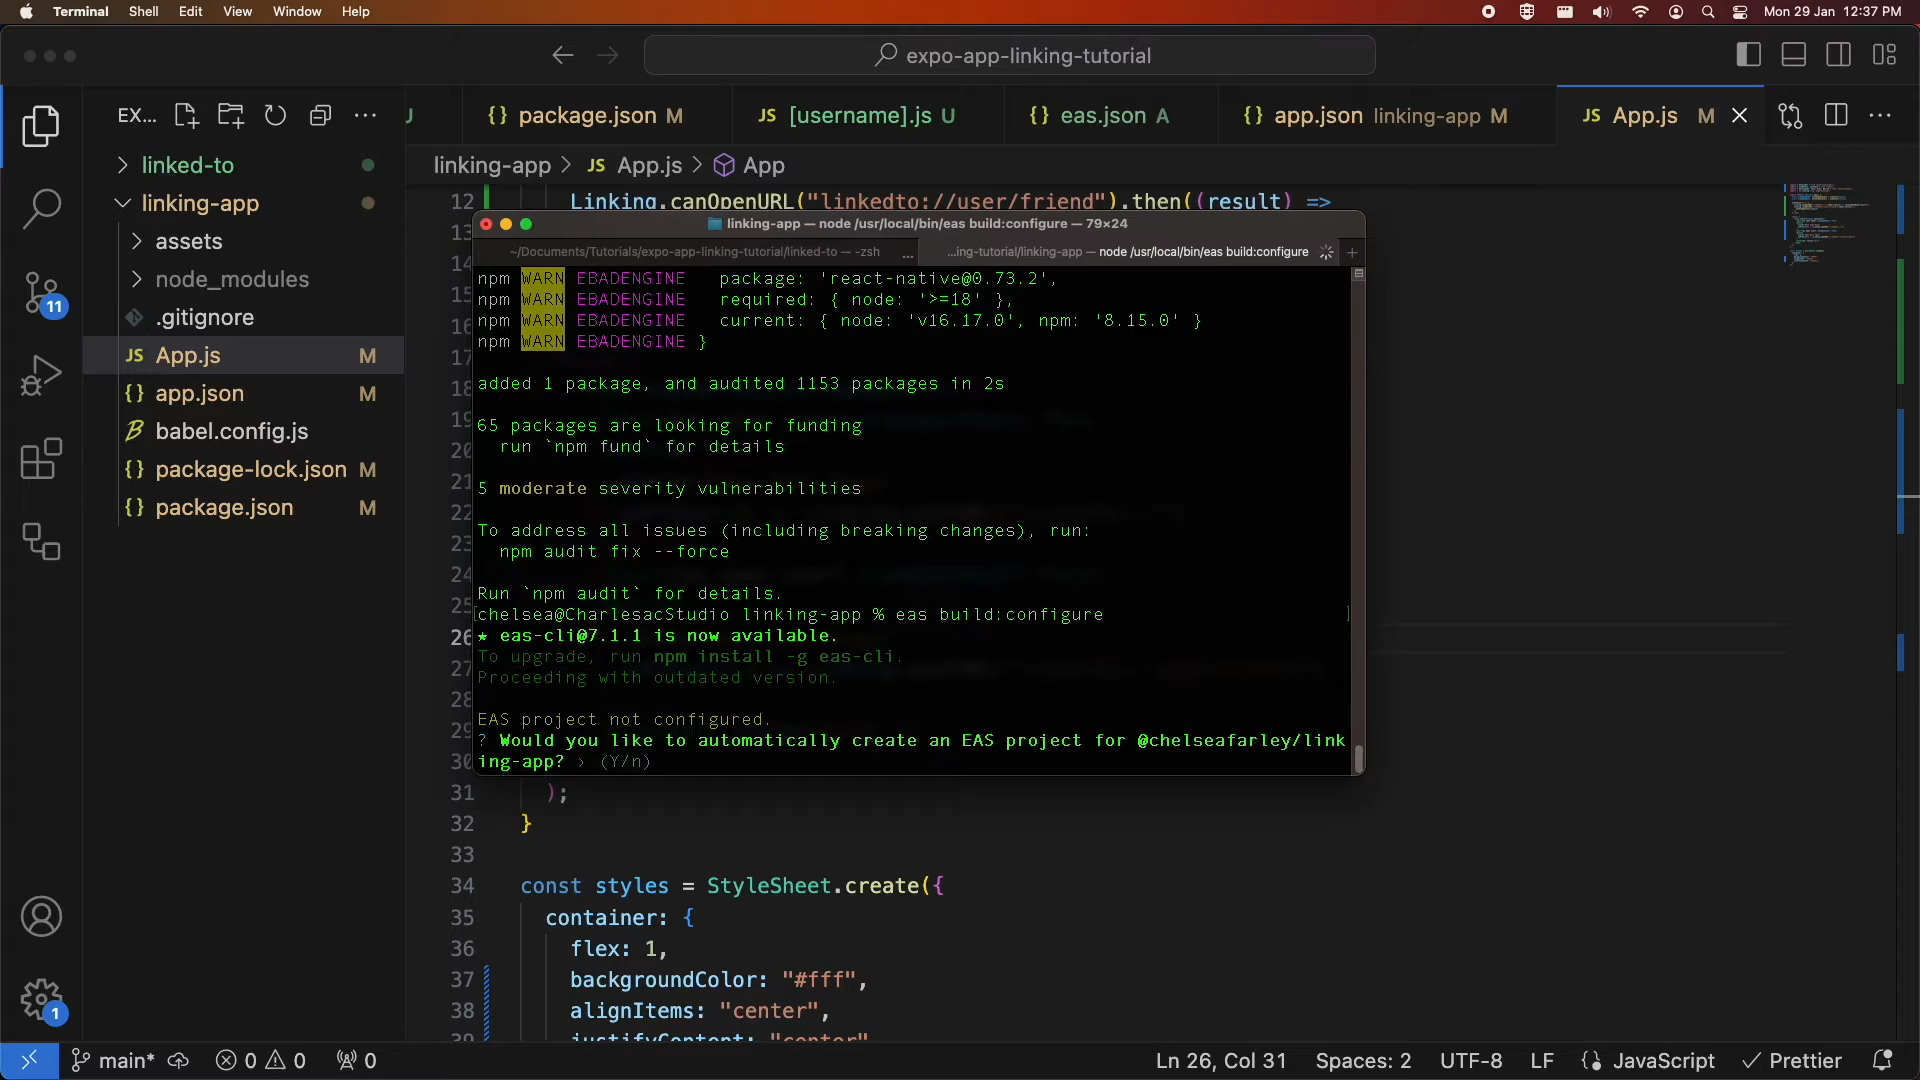 Terminal Shell Edit View Window Help Mon 29 Jan 12:37 PM
expo-app-linking-tutorial
EX... package.json M JS [username].js U eas.json A app.json linking-app M JS App.js M
linking-app > JS App.js > App
linked-to
linking-app
assets
node_modules
.gitignore
JS App.js M
app.json M
babel.config.js
package-lock.json M
package.json M
11
1
12 Linking.canOpenURL("linkedto://user/friend").then((result) =>
linking-app — node /usr/local/bin/eas build:configure — 79×24
~/Documents/Tutorials/expo-app-linking-tutorial/linked-to — -zsh ...
...ing-tutorial/linking-app — node /usr/local/bin/eas build:configure
npm WARN EBADENGINE   package: 'react-native@0.73.2',
npm WARN EBADENGINE   required: { node: '>=18' },
npm WARN EBADENGINE   current: { node: 'v16.17.0', npm: '8.15.0' }
npm WARN EBADENGINE }
added 1 package, and audited 1153 packages in 2s
65 packages are looking for funding
run `npm fund` for details
5 moderate severity vulnerabilities
To address all issues (including breaking changes), run:
npm audit fix --force
Run `npm audit` for details.
[chelsea@CharlesacStudio linking-app % eas build:configure ]
★ eas-cli@7.1.1 is now available.
To upgrade, run npm install -g eas-cli.
Proceeding with outdated version.
EAS project not configured.
? Would you like to automatically create an EAS project for @chelseafarley/link
ing-app? › (Y/n)
31 );
32 }
33
34 const styles = StyleSheet.create({
35 container: {
36 flex: 1,
37 backgroundColor: "#fff",
38 alignItems: "center",
39 justifyContent: "center"
main* 0 0 0 Ln 26, Col 31 Spaces: 2 UTF-8 LF JavaScript Prettier